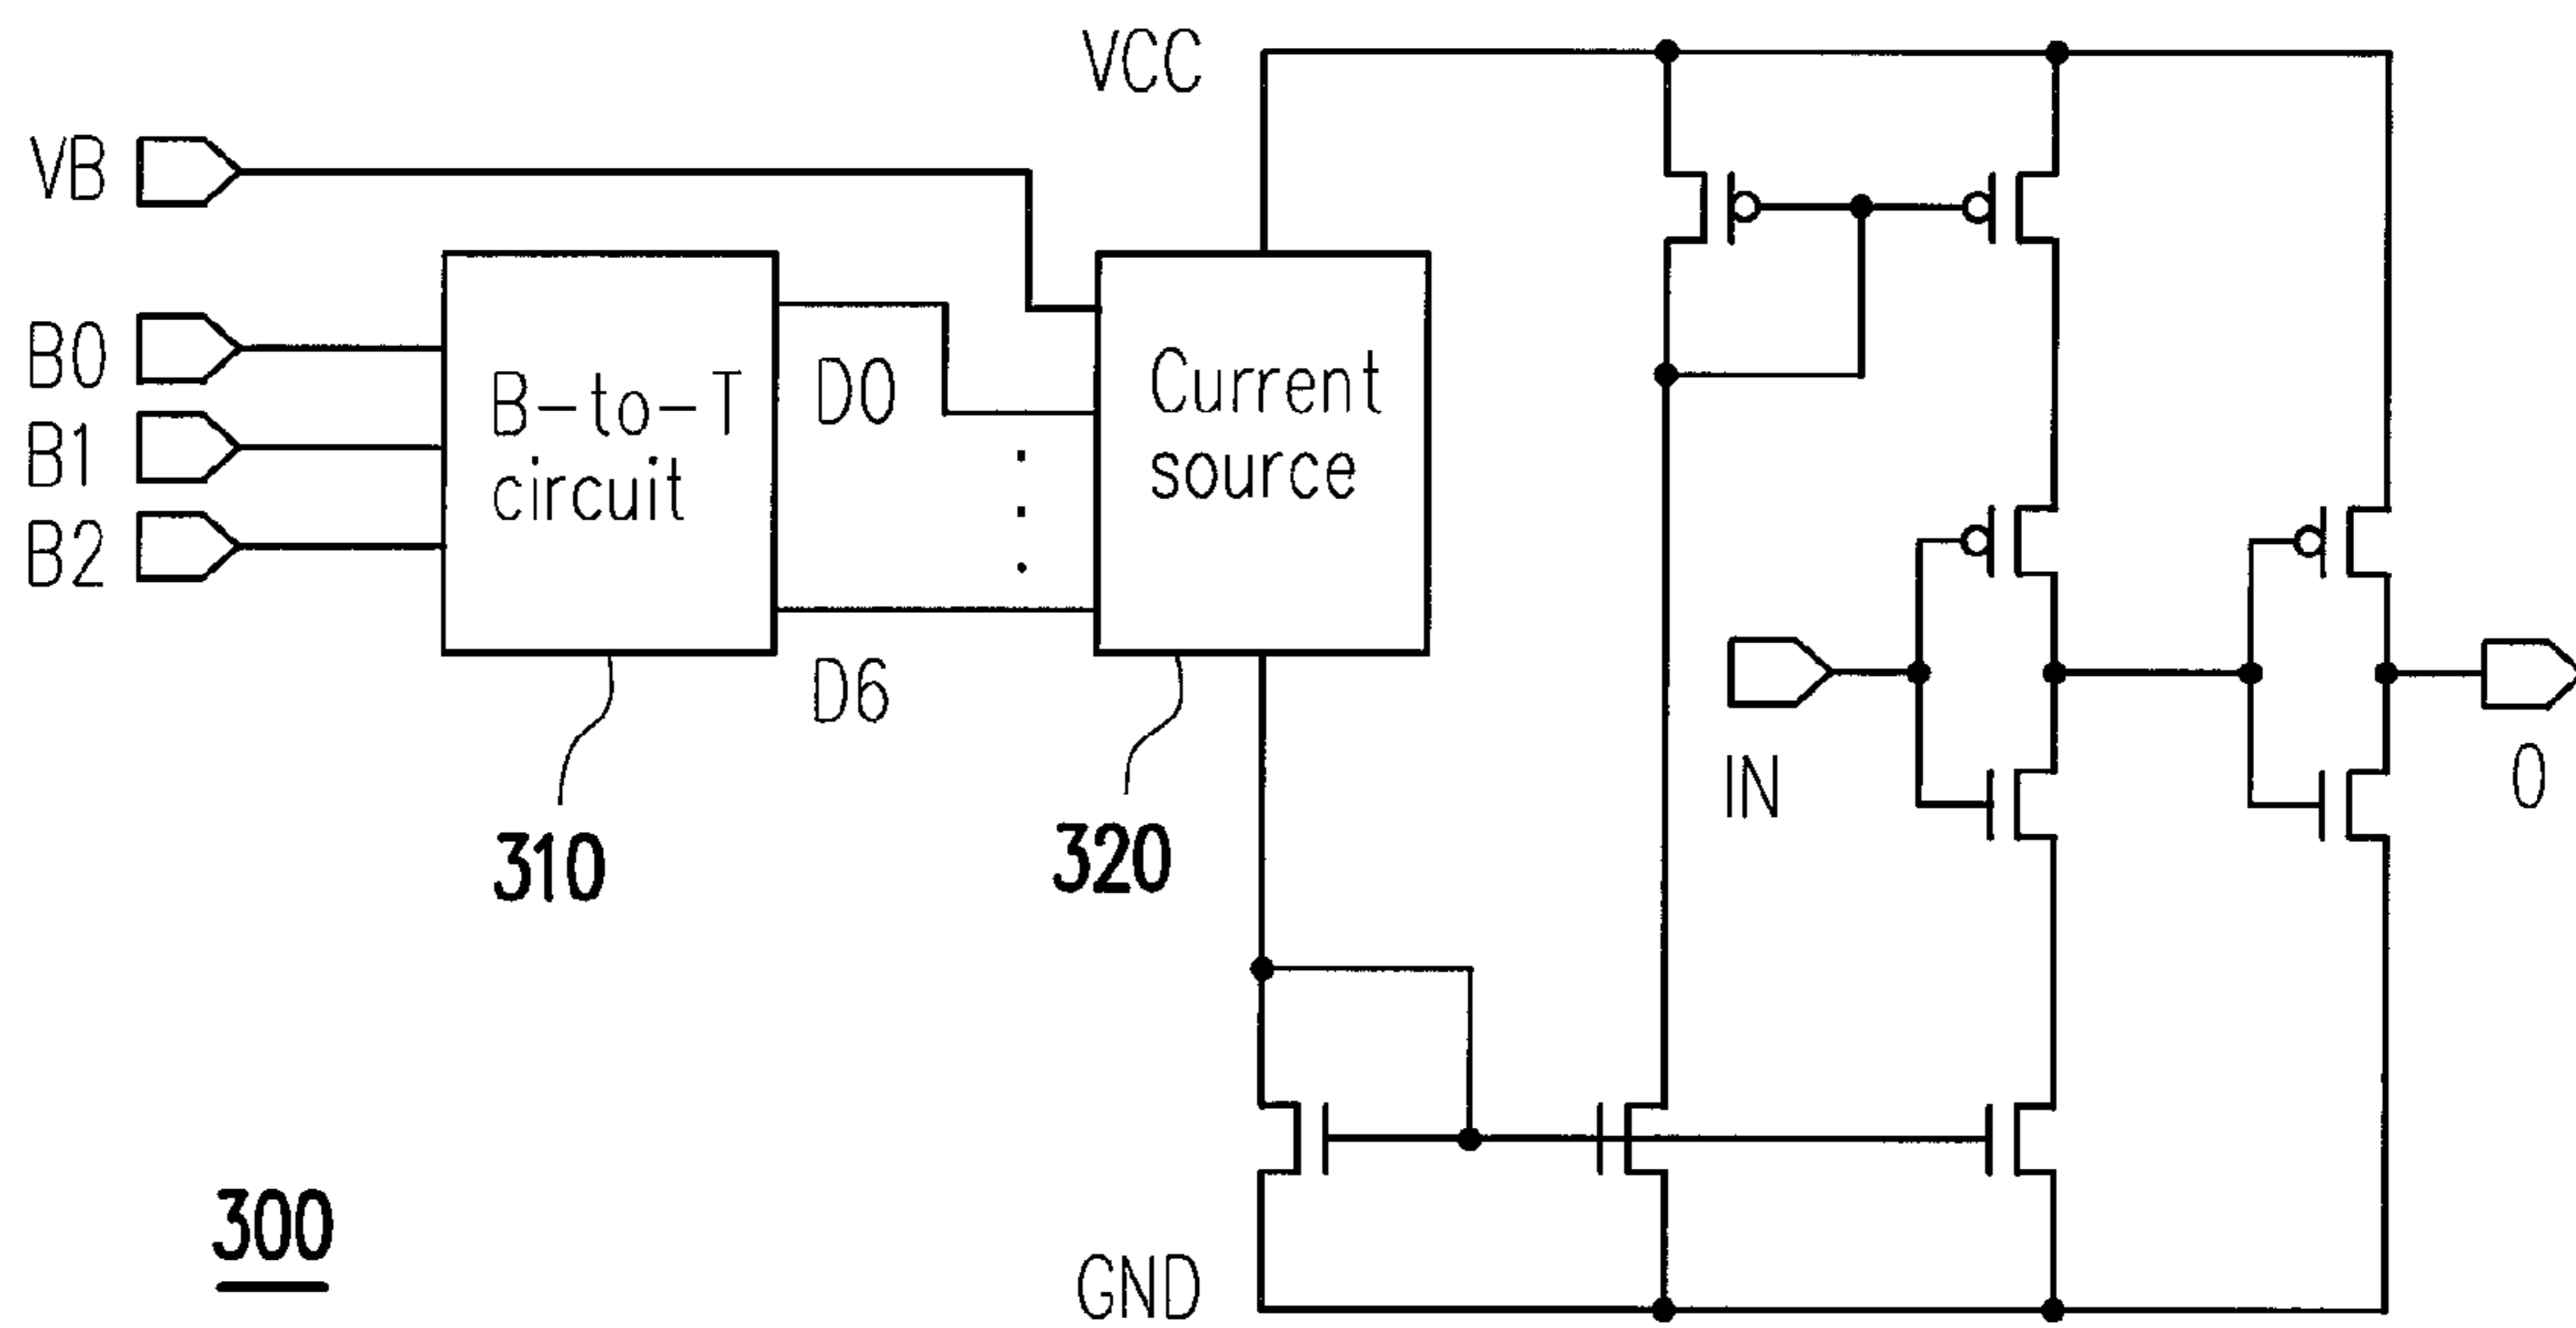 VCC
VB
B0
B1
B2
B-to-T
circuit
D0
D6
Current
source
310
320
IN
O
300
GND